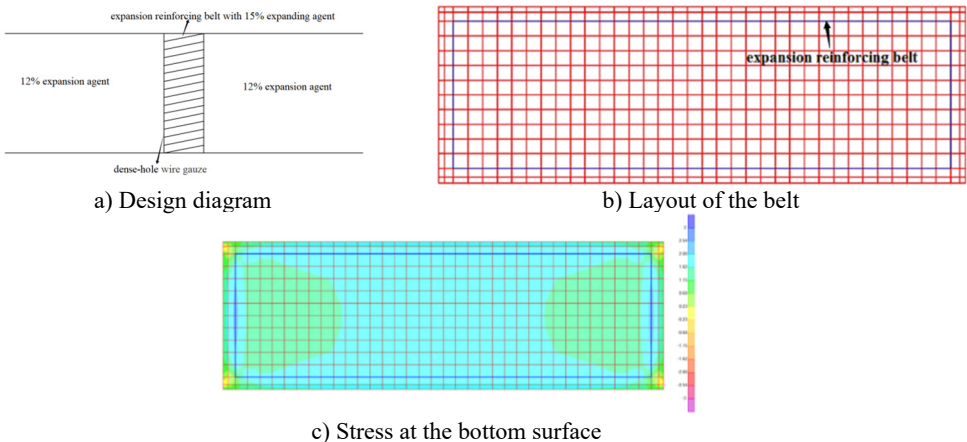 expansion reinforcing belt with 15% expanding agent
12% expansion agent
12% expansion agent
dense-hole wire gauze
a) Design diagram
expansion reinforcing belt
b) Layout of the belt
c) Stress at the bottom surface